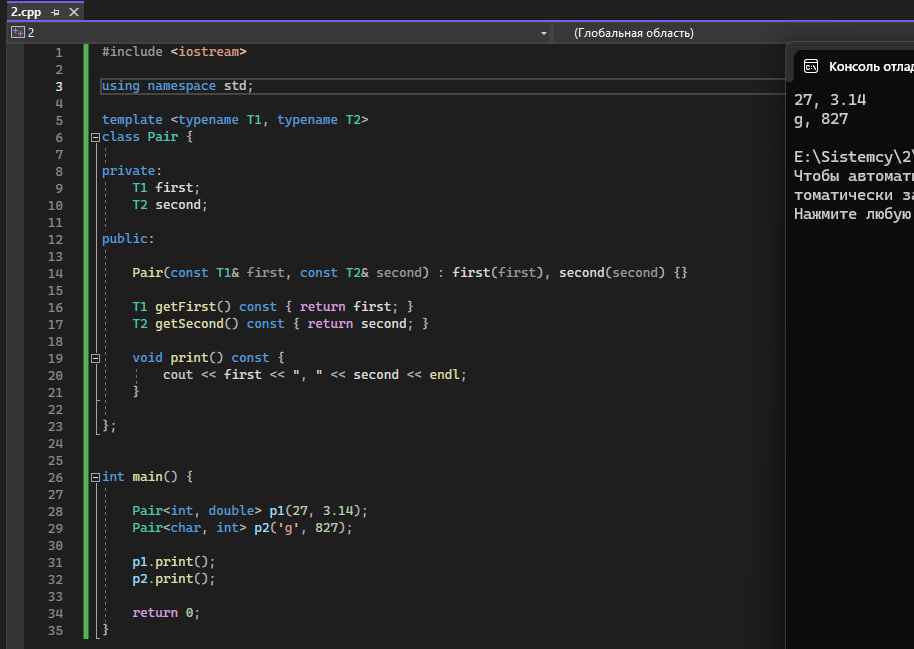 2.cpp
2
(Глобальная область)
1 #include <iostream>
2
3 using namespace std;
4
5 template <typename T1, typename T2>
6 class Pair {
7
8 private:
9 T1 first;
10 T2 second;
11
12 public:
13
14 Pair(const T1& first, const T2& second) : first(first), second(second) {}
15
16 T1 getFirst() const { return first; }
17 T2 getSecond() const { return second; }
18
19 void print() const {
20 cout << first << ", " << second << endl;
21 }
22
23 };
24
25
26 int main() {
27
28 Pair<int, double> p1(27, 3.14);
29 Pair<char, int> p2('g', 827);
30
31 p1.print();
32 p2.print();
33
34 return 0;
35 }
Консоль отлад
27, 3.14
g, 827
E:\Sistemcy\2\
Чтобы автомат
томатически за
Нажмите любую